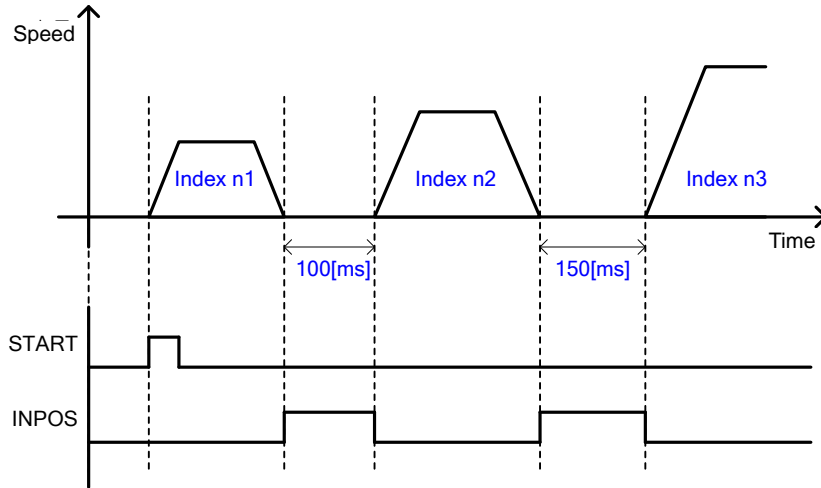 Speed
Index n1
Index n2
Index n3
Time
100[ms]
150[ms]
START
INPOS